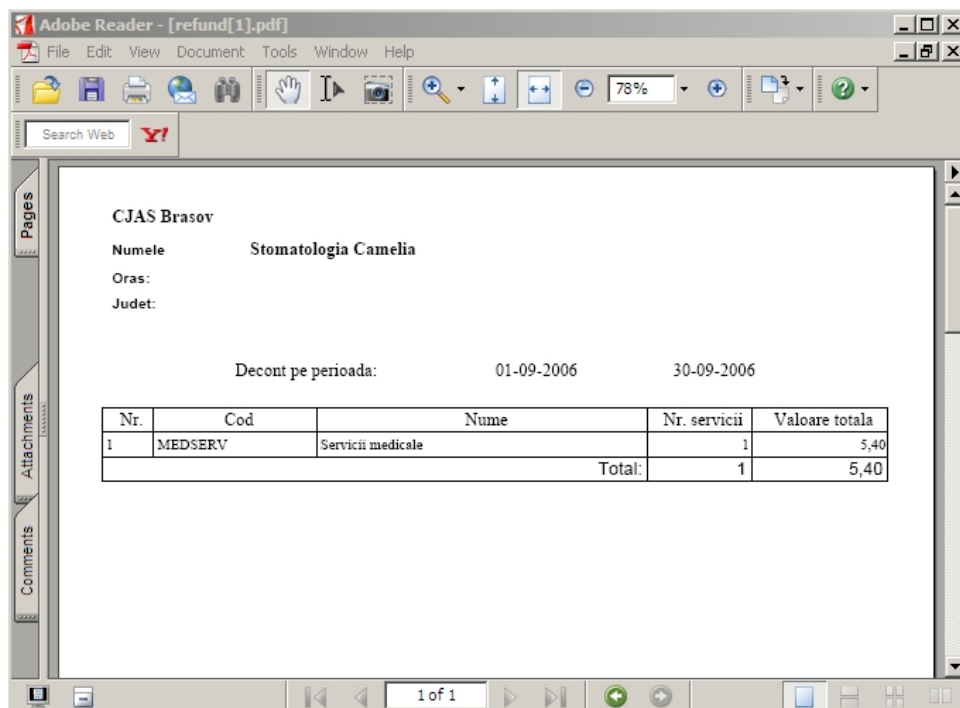 Adobe Reader - [refund[1].pdf]
File Edit View Document Tools Window Help
78%
Search Web Y!
Pages
Attachments
Comments
CJAS Brasov
Numele Stomatologia Camelia
Oras:
Judet:
Decont pe perioada: 01-09-2006 30-09-2006
Nr. Cod Nume Nr. servicii Valoare totala
1 MEDSERV Servicii medicale 1 5,40
Total: 1 5,40
1 of 1